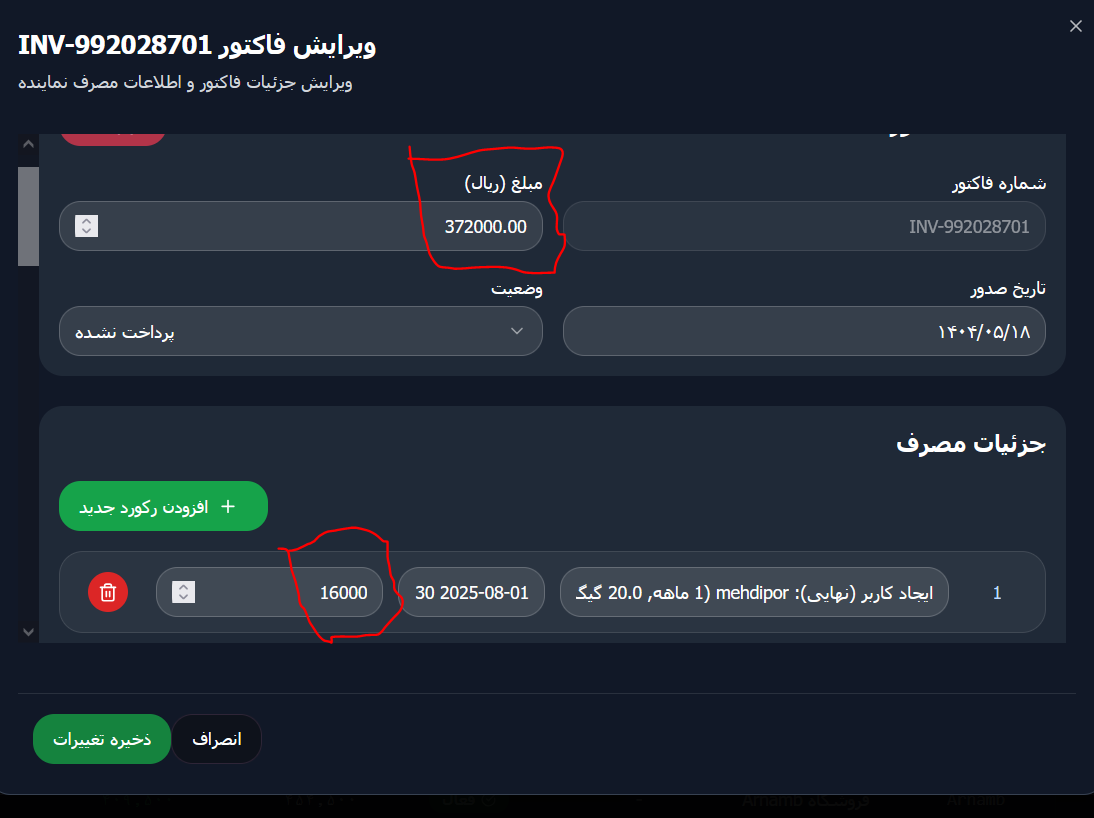 ویرایش فاکتور INV-992028701
ویرایش جزئیات فاکتور و اطلاعات مصرف نماینده
شماره فاکتور
INV-992028701
مبلغ (ریال)
372000.00
تاریخ صدور
۱۴۰۴/۰۵/۱۸
وضعیت
پرداخت نشده
جزئیات مصرف
افزودن رکورد جدید
1
ایجاد کاربر (نهایی): mehdipor (1 ماهه, 20.0 گیگ
2025-08-01 30
16000
انصراف
ذخیره تغییرات
فروشگاه